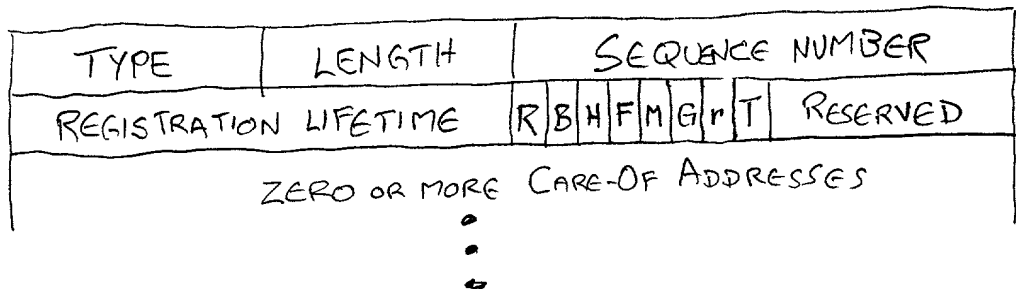 TYPE LENGTH SEQUENCE NUMBER
REGISTRATION LIFETIME R B H F M G r T RESERVED
ZERO OR MORE CARE-OF ADDRESSES